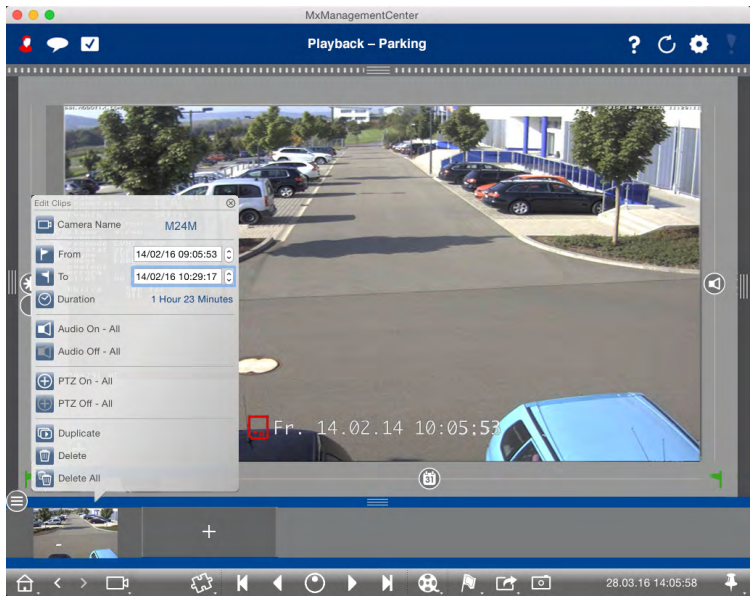 MxManagementCenter
Playback – Parking
Edit Clips
Camera Name M24M
From 14/02/16 09:05:53
To 14/02/16 10:29:17
Duration 1 Hour 23 Minutes
Audio On - All
Audio Off - All
PTZ On - All
PTZ Off - All
Duplicate
Delete
Delete All
Fr. 14.02.14 10:05:53
31
28.03.16 14:05:58